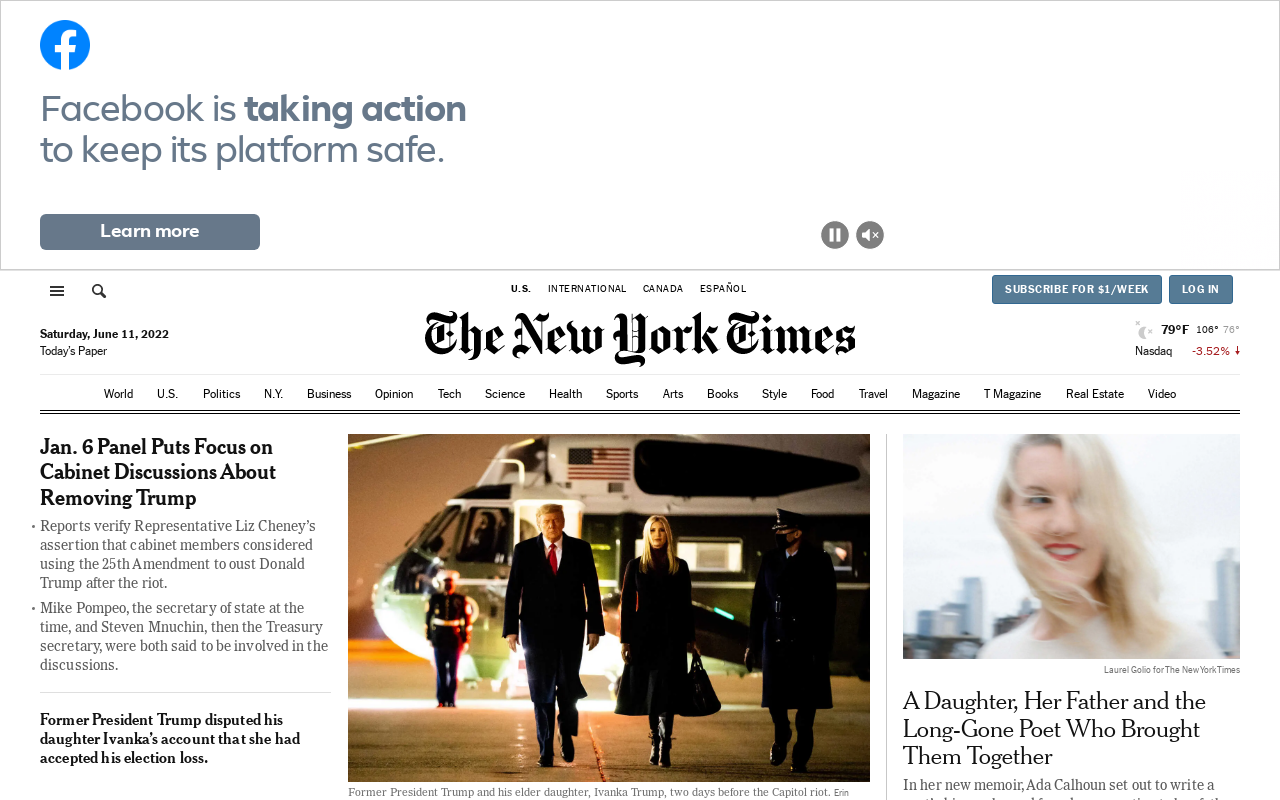 Facebook is taking action
to keep its platform safe.
Learn more
U.S. INTERNATIONAL CANADA ESPAÑOL
SUBSCRIBE FOR $1/WEEK LOG IN
The New York Times
Saturday, June 11, 2022
Today's Paper
79°F 106° 76°
Nasdaq -3.52%
World U.S. Politics N.Y. Business Opinion Tech Science Health Sports Arts Books Style Food Travel Magazine T Magazine Real Estate Video
Jan. 6 Panel Puts Focus on
Cabinet Discussions About
Removing Trump
• Reports verify Representative Liz Cheney's
assertion that cabinet members considered
using the 25th Amendment to oust Donald
Trump after the riot.
• Mike Pompeo, the secretary of state at the
time, and Steven Mnuchin, then the Treasury
secretary, were both said to be involved in the
discussions.
Former President Trump disputed his
daughter Ivanka's account that she had
accepted his election loss.
Former President Trump and his elder daughter, Ivanka Trump, two days before the Capitol riot. Erin
Laurel Golio for The New York Times
A Daughter, Her Father and the
Long-Gone Poet Who Brought
Them Together
In her new memoir, Ada Calhoun set out to write a